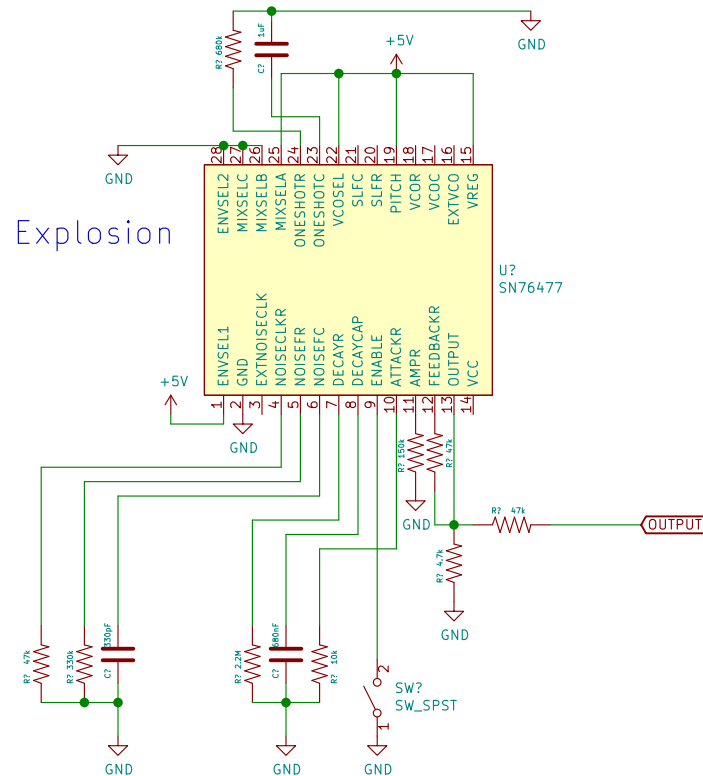 1uF
R? 680k
C?
GND
+5V
28 27 26 25 24 23 22 21 20 19 18 17 16 15
GND
ENVSEL2 MIXSELC MIXSELB MIXSELA ONESHOTR ONESHOTC VCOSEL SLFC SLFR PITCH VCOR VCOC EXTVCO VREG
Explosion
U?
SN76477
ENVSEL1 GND EXTNOISECLK NOISECLKR NOISEFR NOISEFC DECAYR DECAYCAP ENABLE ATTACKR AMPR FEEDBACKR OUTPUT VCC
+5V
1 2 3 4 5 6 7 8 9 10 11 12 13 14
GND
R? 150k
R? 47k
GND
R? 47k
OUTPUT
R? 4.7k
GND
R? 47k
R? 330k
330pF
C?
R? 2.2M
680nF
C?
R? 10k
2
SW?
SW_SPST
1
GND
GND
GND